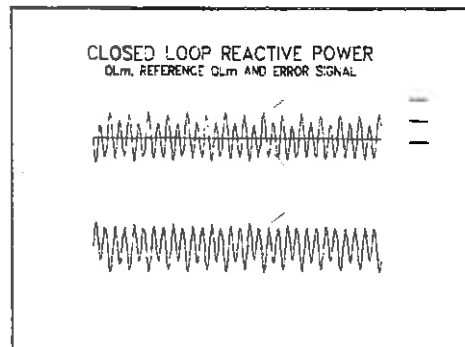 CLOSED LOOP REACTIVE POWER
QLm, REFERENCE QLm AND ERROR SIGNAL